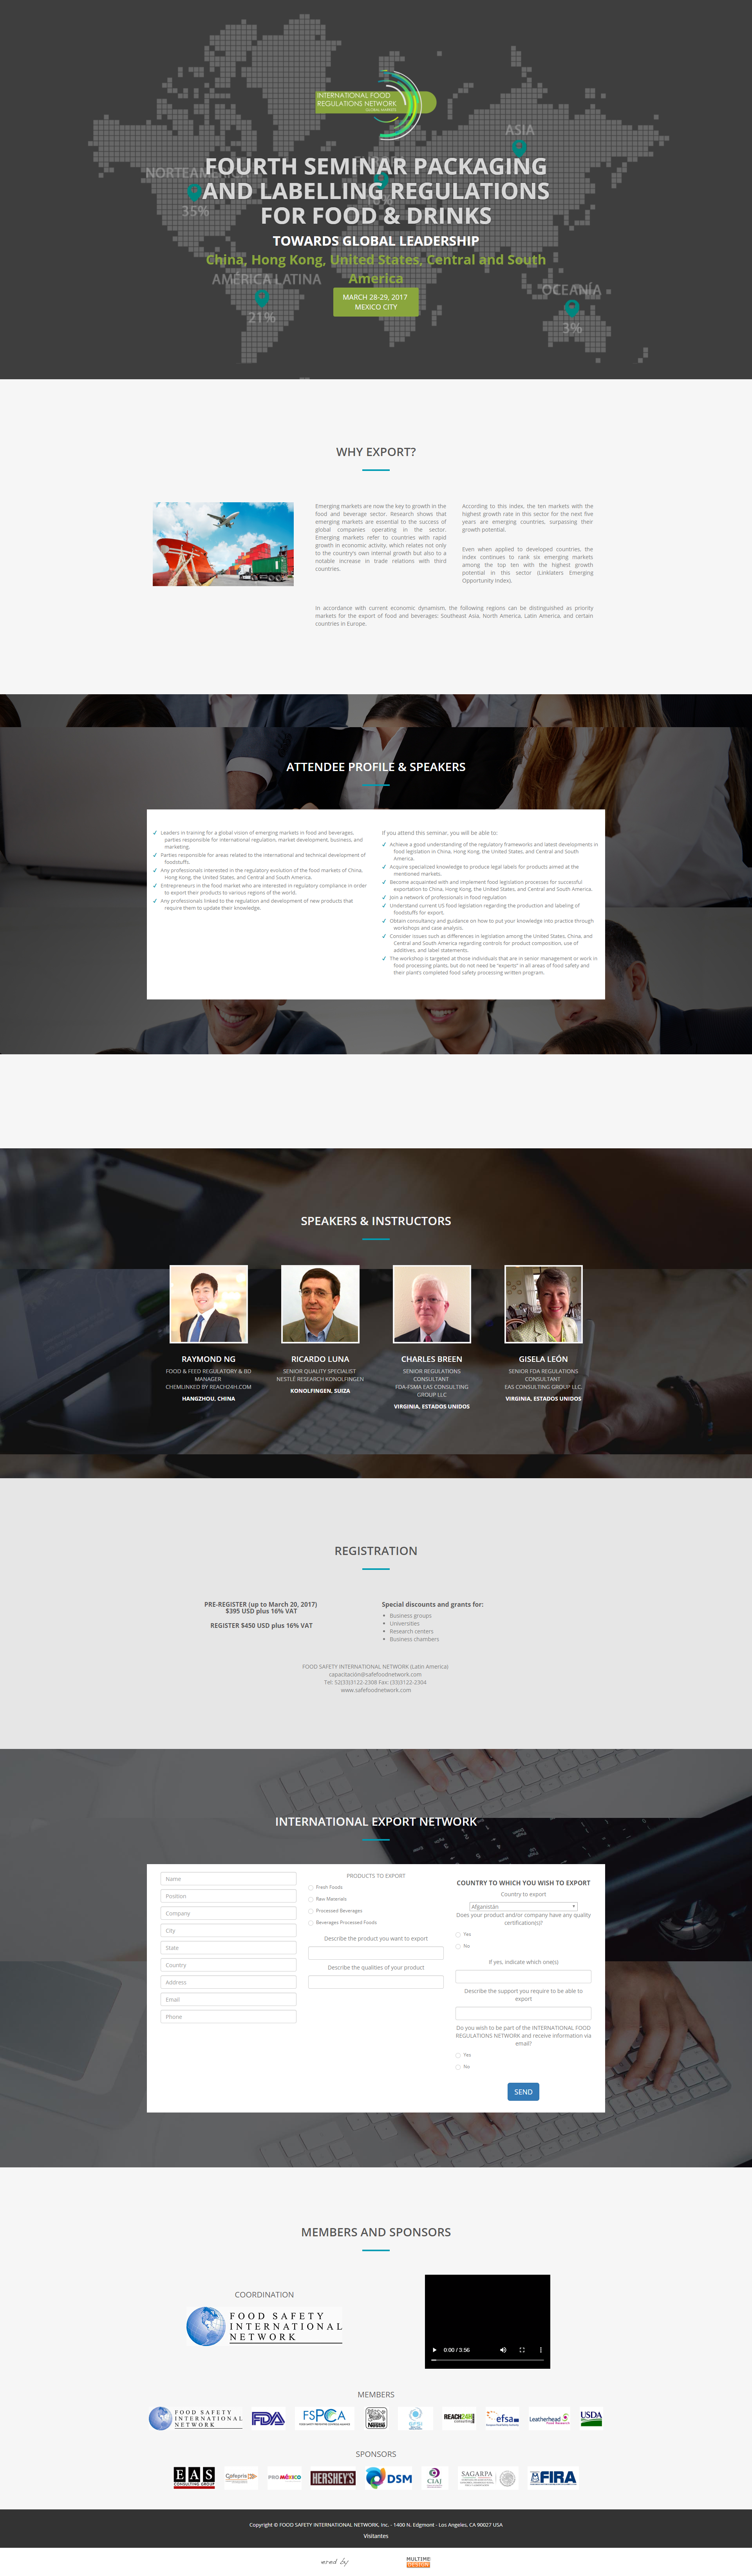 INTERNATIONAL FOOD
REGULATIONS NETWORK
GLOBAL MARKETS
ASIA
NORTEAMERICA
35%
FOURTH SEMINAR PACKAGING
AND LABELLING REGULATIONS
FOR FOOD & DRINKS
TOWARDS GLOBAL LEADERSHIP
China, Hong Kong, United States, Central and South
America
AMÉRICA LATINA
21%
OCEANÍA
3%
MARCH 28-29, 2017
MEXICO CITY
WHY EXPORT?
Emerging markets are now the key to growth in the
food and beverage sector. Research shows that
emerging markets are essential to the success of
global companies operating in the sector.
Emerging markets refer to countries with rapid
growth in economic activity, which relates not only
to the country's own internal growth but also to a
notable increase in trade relations with third
countries.
According to this index, the ten markets with the
highest growth rate in this sector for the next five
years are emerging countries, surpassing their
growth potential.
Even when applied to developed countries, the
index continues to rank six emerging markets
among the top ten with the highest growth
potential in this sector (Linklaters Emerging
Opportunity Index).
In accordance with current economic dynamism, the following regions can be distinguished as priority
markets for the export of food and beverages: Southeast Asia, North America, Latin America, and certain
countries in Europe.
ATTENDEE PROFILE & SPEAKERS
Leaders in training for a global vision of emerging markets in food and beverages,
parties responsible for international regulation, market development, business, and
marketing.
Parties responsible for areas related to the international and technical development of
foodstuffs.
Any professionals interested in the regulatory evolution of the food markets of China,
Hong Kong, the United States, and Central and South America.
Entrepreneurs in the food market who are interested in regulatory compliance in order
to export their products to various regions of the world.
Any professionals linked to the regulation and development of new products that
require them to update their knowledge.
If you attend this seminar, you will be able to:
Achieve a good understanding of the regulatory frameworks and latest developments in
food legislation in China, Hong Kong, the United States, and Central and South
America.
Acquire specialized knowledge to produce legal labels for products aimed at the
mentioned markets.
Become acquainted with and implement food legislation processes for successful
exportation to China, Hong Kong, the United States, and Central and South America.
Join a network of professionals in food regulation
Understand current US food legislation regarding the production and labeling of
foodstuffs for export.
Obtain consultancy and guidance on how to put your knowledge into practice through
workshops and case analysis.
Consider issues such as differences in legislation among the United States, China, and
Central and South America regarding controls for product composition, use of
additives, and label statements.
The workshop is targeted at those individuals that are in senior management or work in
food processing plants, but do not need be “experts” in all areas of food safety and
their plant's completed food safety processing written program.
SPEAKERS & INSTRUCTORS
RAYMOND NG
FOOD & FEED REGULATORY & BD
MANAGER
CHEMLINKED BY REACH24H.COM
HANGZHOU, CHINA
RICARDO LUNA
SENIOR QUALITY SPECIALIST
NESTLÉ RESEARCH KONOLFINGEN
KONOLFINGEN, SUIZA
CHARLES BREEN
SENIOR REGULATIONS
CONSULTANT
FDA-FSMA EAS CONSULTING
GROUP LLC
VIRGINIA, ESTADOS UNIDOS
GISELA LEÓN
SENIOR FDA REGULATIONS
CONSULTANT
EAS CONSULTING GROUP LLC.
VIRGINIA, ESTADOS UNIDOS
REGISTRATION
PRE-REGISTER (up to March 20, 2017)
$395 USD plus 16% VAT
REGISTER $450 USD plus 16% VAT
Special discounts and grants for:
Business groups
Universities
Research centers
Business chambers
FOOD SAFETY INTERNATIONAL NETWORK (Latin America)
capacitación@safefoodnetwork.com
Tel: 52(33)3122-2308 Fax: (33)3122-2304
www.safefoodnetwork.com
INTERNATIONAL EXPORT NETWORK
Name
Position
Company
City
State
Country
Address
Email
Phone
PRODUCTS TO EXPORT
Fresh Foods
Raw Materials
Processed Beverages
Beverages Processed Foods
Describe the product you want to export
Describe the qualities of your product
COUNTRY TO WHICH YOU WISH TO EXPORT
Country to export
Afganistán
Does your product and/or company have any quality
certification(s)?
Yes
No
If yes, indicate which one(s)
Describe the support you require to be able to
export
Do you wish to be part of the INTERNATIONAL FOOD
REGULATIONS NETWORK and receive information via
email?
Yes
No
SEND
MEMBERS AND SPONSORS
COORDINATION
FOOD SAFETY
INTERNATIONAL
NETWORK
0:00 / 3:56
MEMBERS
FOOD SAFETY
INTERNATIONAL
NETWORK
FDA
FSPCA
FOOD SAFETY PREVENTIVE CONTROLS ALLIANCE
Nestlé
REACH24H
efsa
Leatherhead
Food Research
USDA
SPONSORS
EAS
CONSULTING GROUP
Cofepris
PROMÉXICO
HERSHEY'S
DSM
CIAJ
SAGARPA
FIRA
Copyright © FOOD SAFETY INTERNATIONAL NETWORK, Inc. - 1400 N. Edgmont - Los Angeles, CA 90027 USA
Visitantes
ered by
MULTIME
DESIGN